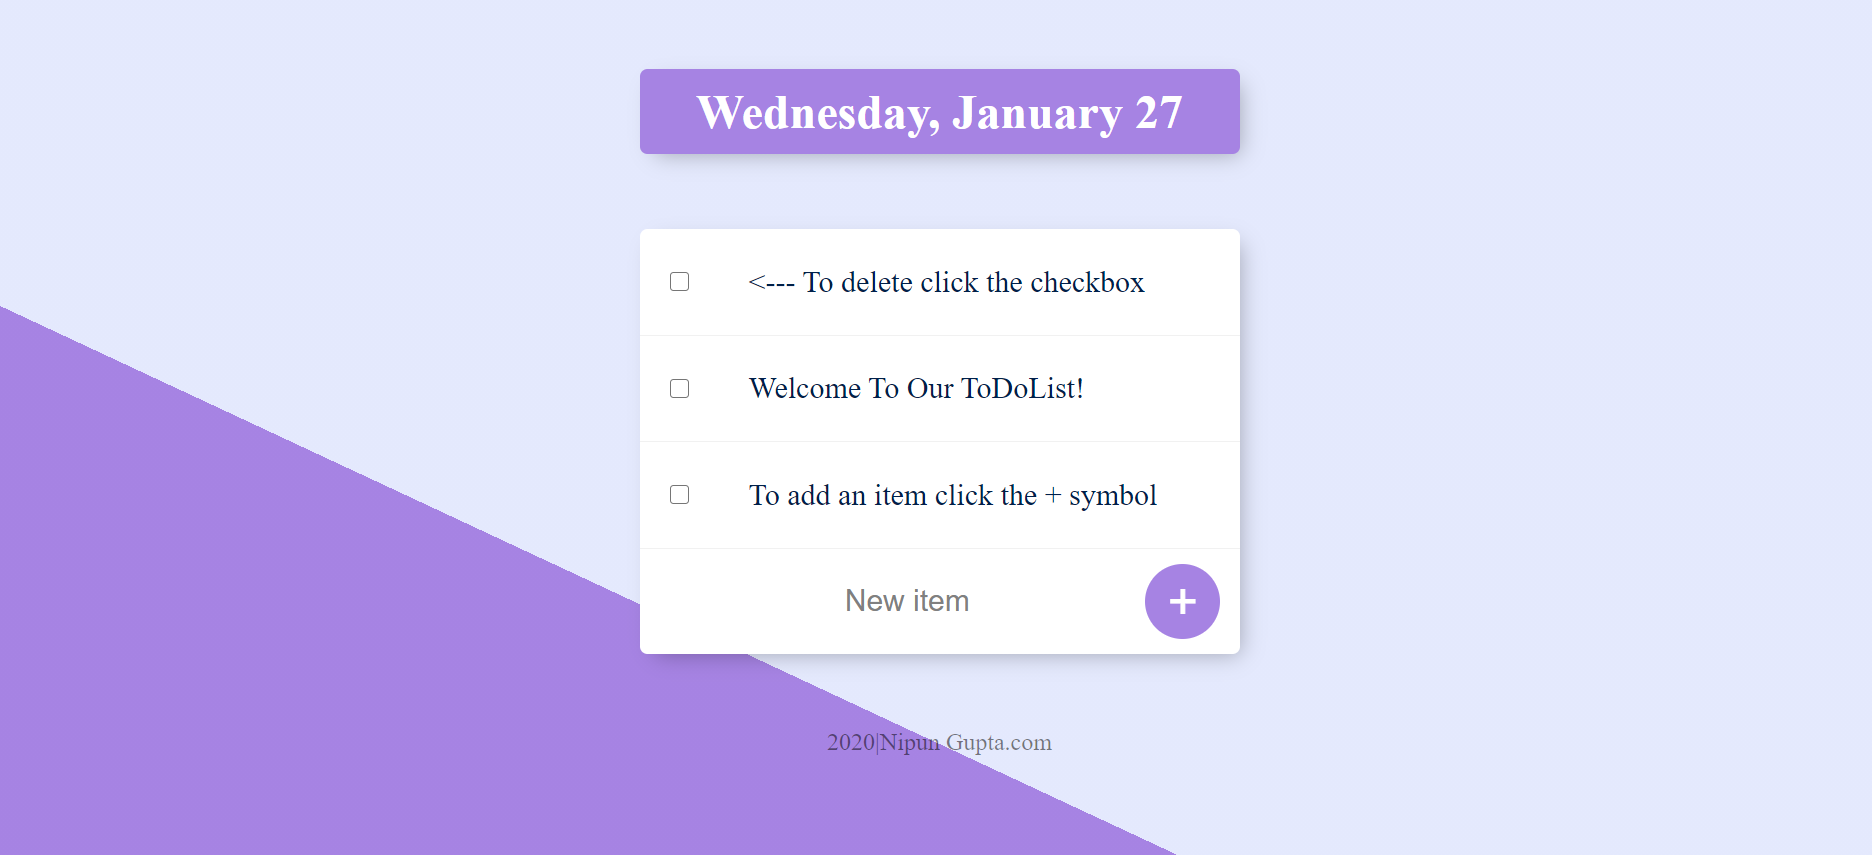 Wednesday, January 27
<--- To delete click the checkbox
Welcome To Our ToDoList!
To add an item click the + symbol
New item +
2020|Nipun Gupta.com